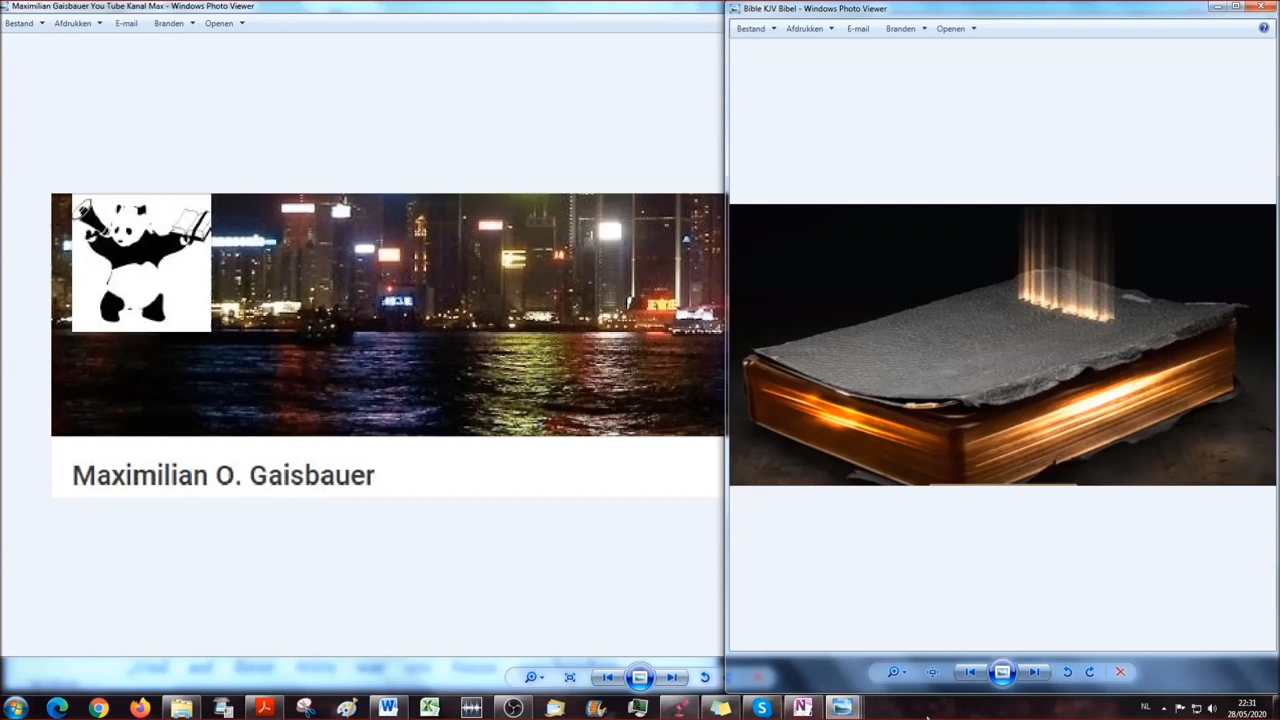 Maximilian Gaisbauer You Tube Kanal Max - Windows Photo Viewer
Bestand Afdrukken E-mail Branden Openen
Maximilian O. Gaisbauer
Bible KJV Bibel - Windows Photo Viewer
Bestand Afdrukken E-mail Branden Openen
NL
22:31
28/05/2020